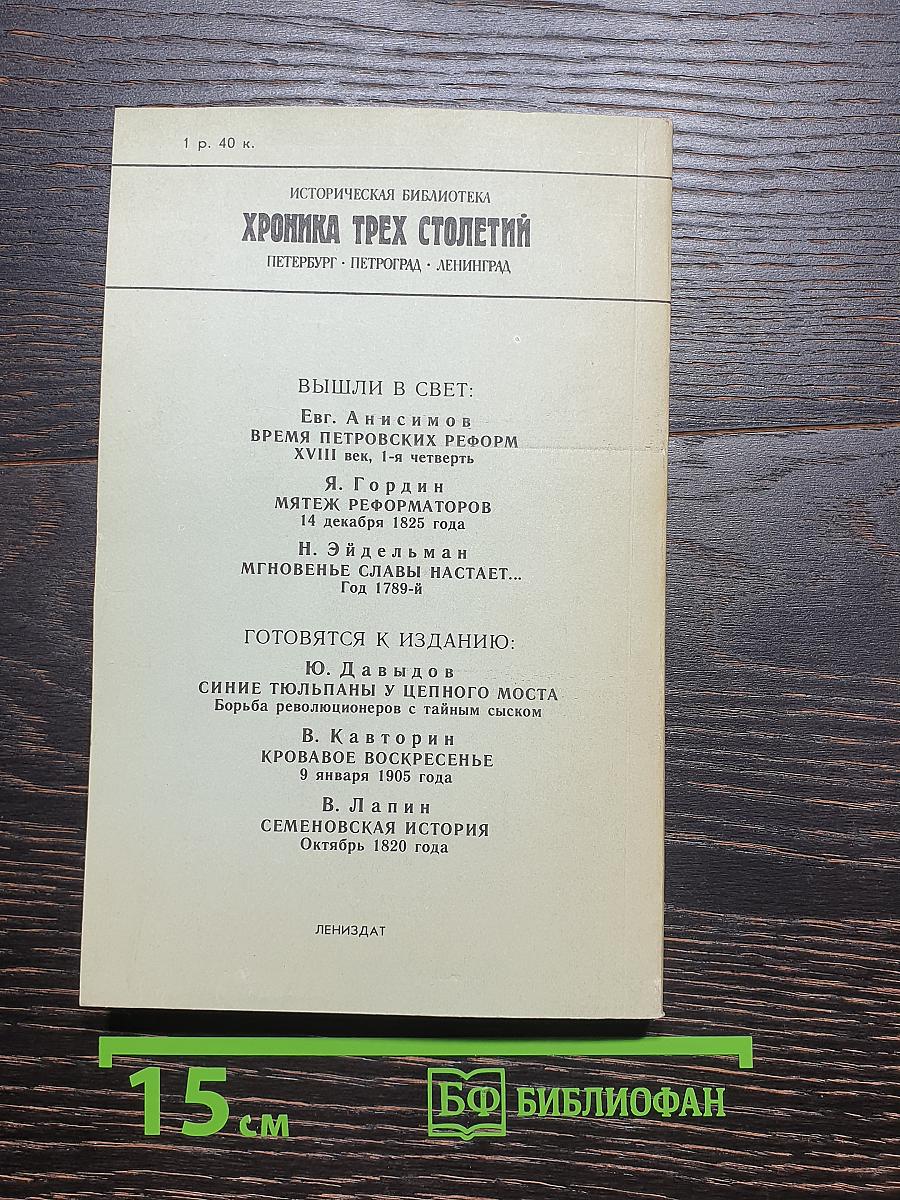 1 р. 40 к.
ИСТОРИЧЕСКАЯ БИБЛИОТЕКА
ХРОНИКА ТРЕХ СТОЛЕТИЙ
ПЕТЕРБУРГ · ПЕТРОГРАД · ЛЕНИНГРАД
ВЫШЛИ В СВЕТ:
Евг. Анисимов
ВРЕМЯ ПЕТРОВСКИХ РЕФОРМ
XVIII век, 1-я четверть
Я. Гордин
МЯТЕЖ РЕФОРМАТОРОВ
14 декабря 1825 года
Н. Эйдельман
МГНОВЕНЬЕ СЛАВЫ НАСТАЕТ...
Год 1789-й
ГОТОВЯТСЯ К ИЗДАНИЮ:
Ю. Давыдов
СИНИЕ ТЮЛЬПАНЫ У ЦЕПНОГО МОСТА
Борьба революционеров с тайным сыском
В. Кавторин
КРОВАВОЕ ВОСКРЕСЕНЬЕ
9 января 1905 года
В. Лапин
СЕМЕНОВСКАЯ ИСТОРИЯ
Октябрь 1820 года
ЛЕНИЗДАТ
15 см
БФ БИБЛИОФАН